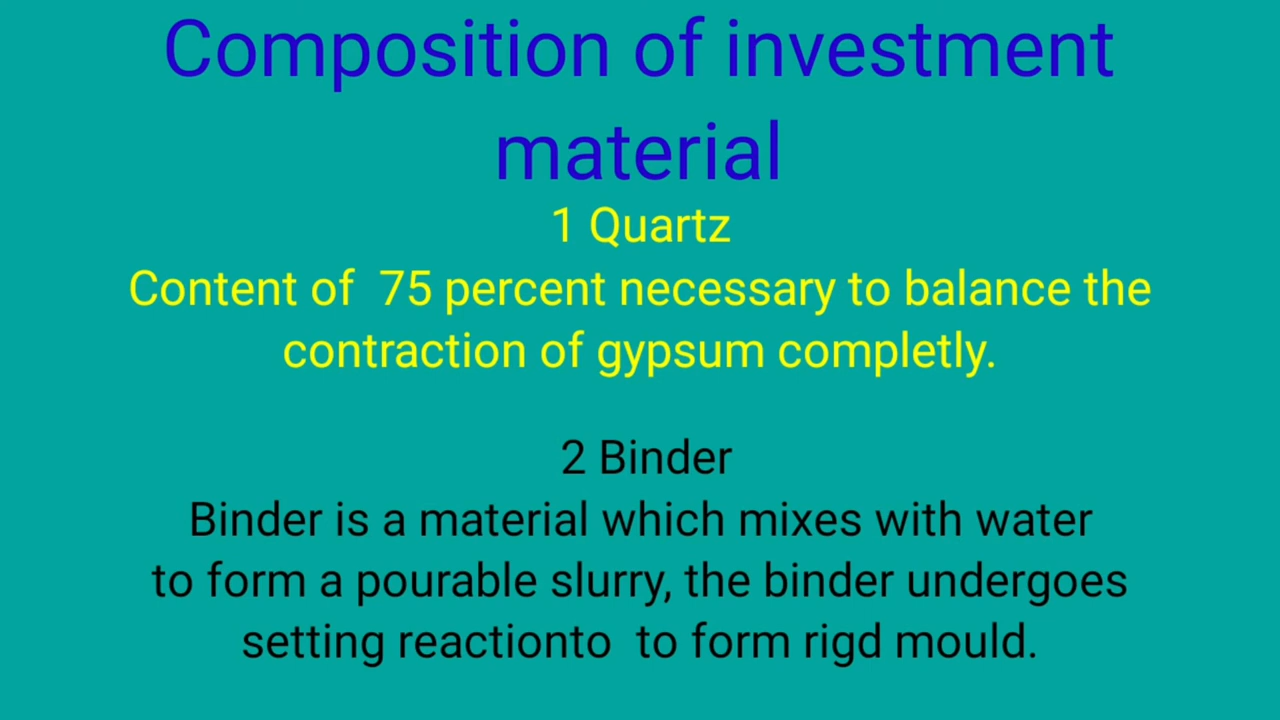 Composition of investment
material
1 Quartz
Content of  75 percent necessary to balance the
contraction of gypsum completly.
2 Binder
Binder is a material which mixes with water
to form a pourable slurry, the binder undergoes
setting reactionto  to form rigd mould.